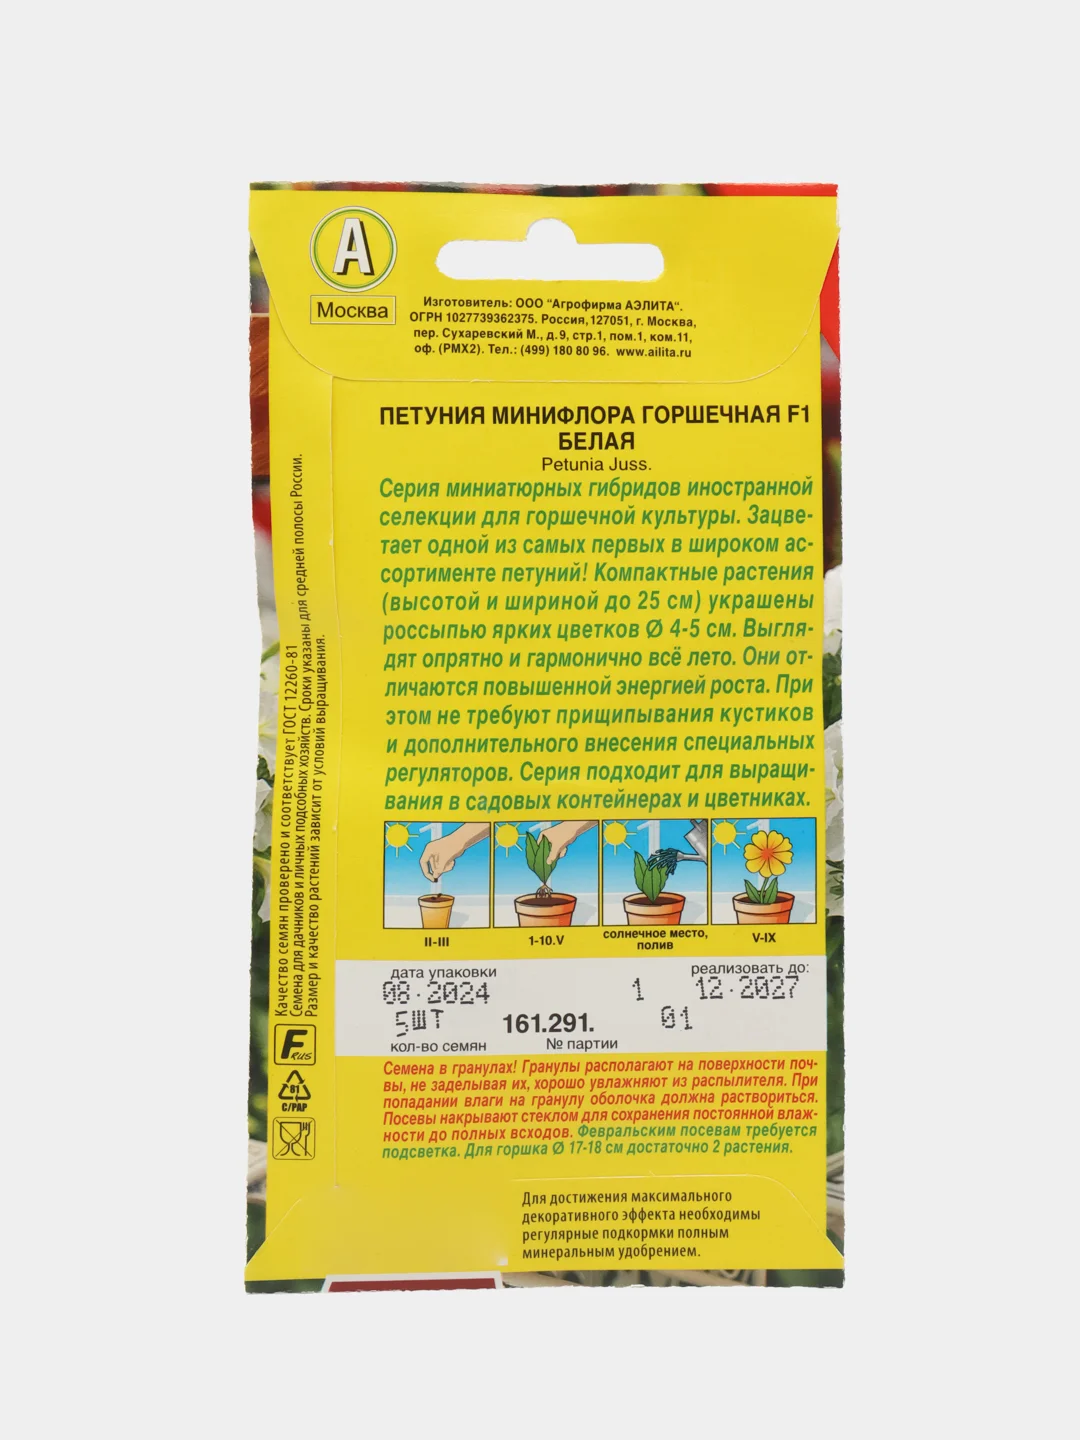 А
Москва
Изготовитель: ООО "Агрофирма АЭЛИТА".
ОГРН 1027739362375. Россия, 127051, г. Москва,
пер. Сухаревский М., д.9, стр.1, пом.1, ком.11,
оф. (РМХ2). Тел.: (499) 180 80 96. www.ailita.ru
ПЕТУНИЯ МИНИФЛОРА ГОРШЕЧНАЯ F1
БЕЛАЯ
Petunia Juss.
Серия миниатюрных гибридов иностранной
селекции для горшечной культуры. Зацве-
тает одной из самых первых в широком ас-
сортименте петуний! Компактные растения
(высотой и шириной до 25 см) украшены
россыпью ярких цветков Ø 4-5 см. Выгля-
дят опрятно и гармонично всё лето. Они от-
личаются повышенной энергией роста. При
этом не требуют прищипывания кустиков
и дополнительного внесения специальных
регуляторов. Серия подходит для выращи-
вания в садовых контейнерах и цветниках.
II-III
1-10.V
солнечное место,
полив
V-IX
дата упаковки
реализовать до:
08.2024
1
12.2027
5ШТ
161.291.
01
кол-во семян
№ партии
Семена в гранулах! Гранулы располагают на поверхности поч-
вы, не заделывая их, хорошо увлажняют из распылителя. При
попадании влаги на гранулу оболочка должна раствориться.
Посевы накрывают стеклом для сохранения постоянной влаж-
ности до полных всходов. Февральским посевам требуется
подсветка. Для горшка Ø 17-18 см достаточно 2 растения.
Для достижения максимального
декоративного эффекта необходимы
регулярные подкормки полным
минеральным удобрением.
Качество семян проверено и соответствует ГОСТ 12260-81
Семена для дачников и личных подсобных хозяйств. Сроки указаны для средней полосы России.
Размер и качество растений зависит от условий выращивания.
F RUS
81
C/PAP